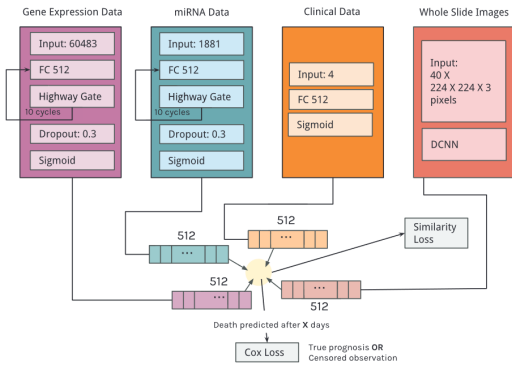 Gene Expression Data
miRNA Data
Clinical Data
Whole Slide Images
Input: 60483
FC 512
Highway Gate
10 cycles
Dropout: 0.3
Sigmoid
Input: 1881
FC 512
Highway Gate
10 cycles
Dropout: 0.3
Sigmoid
Input: 4
FC 512
Sigmoid
Input:
40 X
224 X 224 X 3
pixels
DCNN
512
...
512
...
512
...
512
...
Similarity
Loss
Death predicted after X days
Cox Loss
True prognosis OR
Censored observation